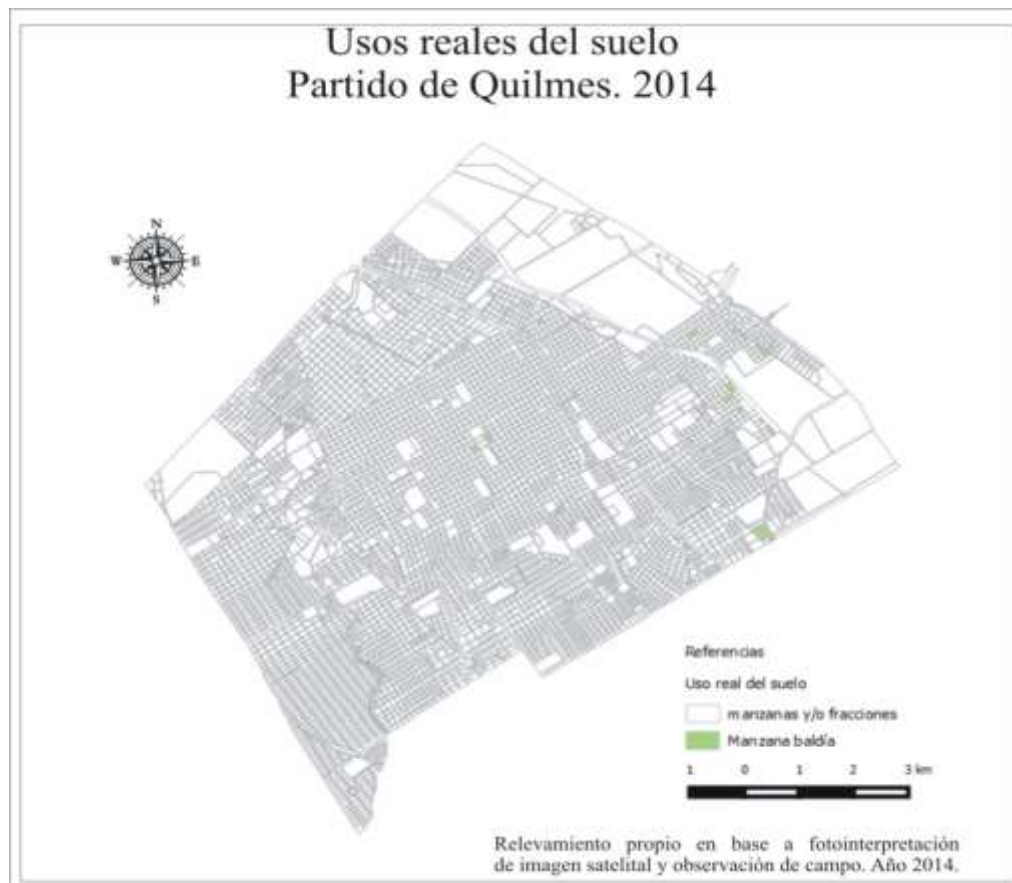 Usos reales del suelo
Partido de Quilmes. 2014
N
W E
S
Referencias
Uso real del suelo
manzanas y/o fracciones
Manzana baldía
1 0 1 2 3 km
Relevamiento propio en base a fotointerpretación
de imagen satelital y observación de campo. Año 2014.